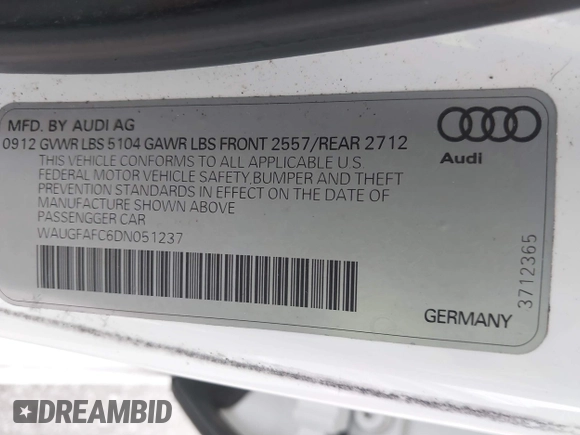 MFD. BY AUDI AG
0912 GVWR LBS 5104 GAWR LBS FRONT 2557/REAR 2712
THIS VEHICLE CONFORMS TO ALL APPLICABLE U S
FEDERAL MOTOR VEHICLE SAFETY,BUMPER AND THEFT
PREVENTION STANDARDS IN EFFECT ON THE DATE OF
MANUFACTURE SHOWN ABOVE
PASSENGGER CAR
WAUGFAFC6DN051237
Audi
3712365
GERMANY
DREAMBID